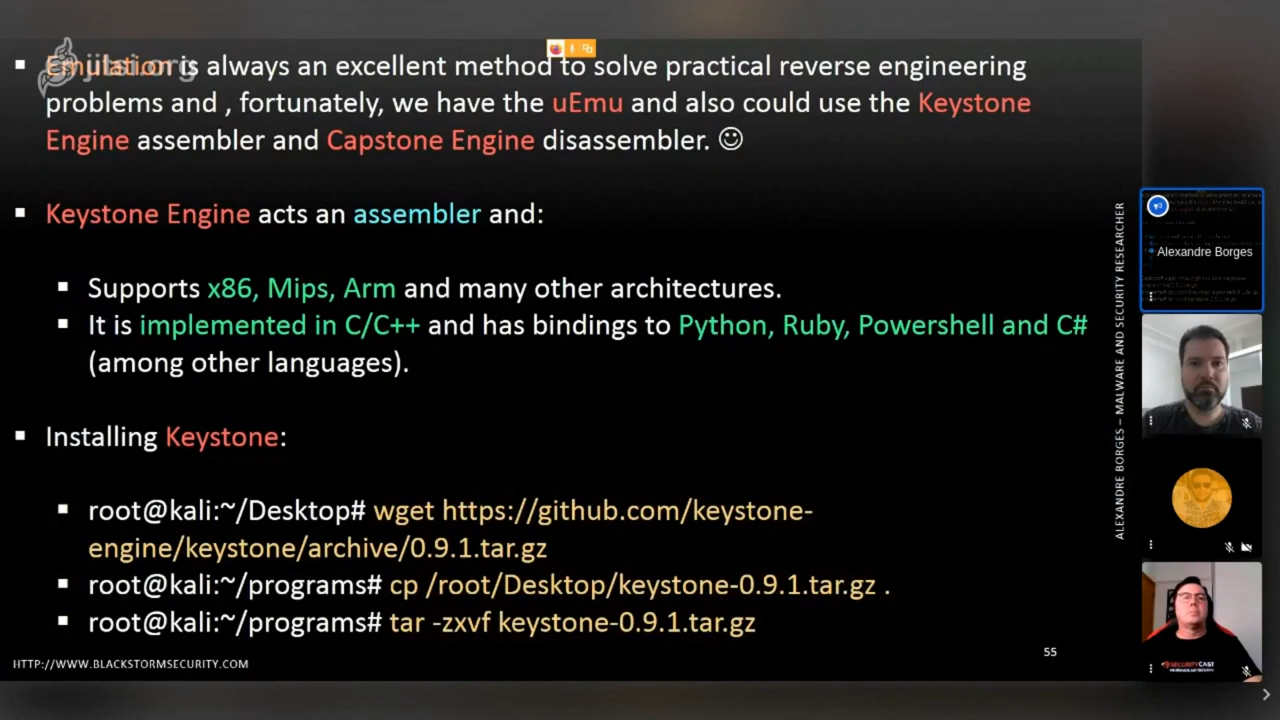 jitsi.org
Emulation is always an excellent method to solve practical reverse engineering
problems and , fortunately, we have the uEmu and also could use the Keystone
Engine assembler and Capstone Engine disassembler. ☺
Keystone Engine acts an assembler and:
Supports x86, Mips, Arm and many other architectures.
It is implemented in C/C++ and has bindings to Python, Ruby, Powershell and C#
(among other languages).
Installing Keystone:
root@kali:~/Desktop# wget https://github.com/keystone-
engine/keystone/archive/0.9.1.tar.gz
root@kali:~/programs# cp /root/Desktop/keystone-0.9.1.tar.gz .
root@kali:~/programs# tar -zxvf keystone-0.9.1.tar.gz
HTTP://WWW.BLACKSTORMSECURITY.COM
55
ALEXANDRE BORGES – MALWARE AND SECURITY RESEARCHER
Alexandre Borges
SECURITYCAST